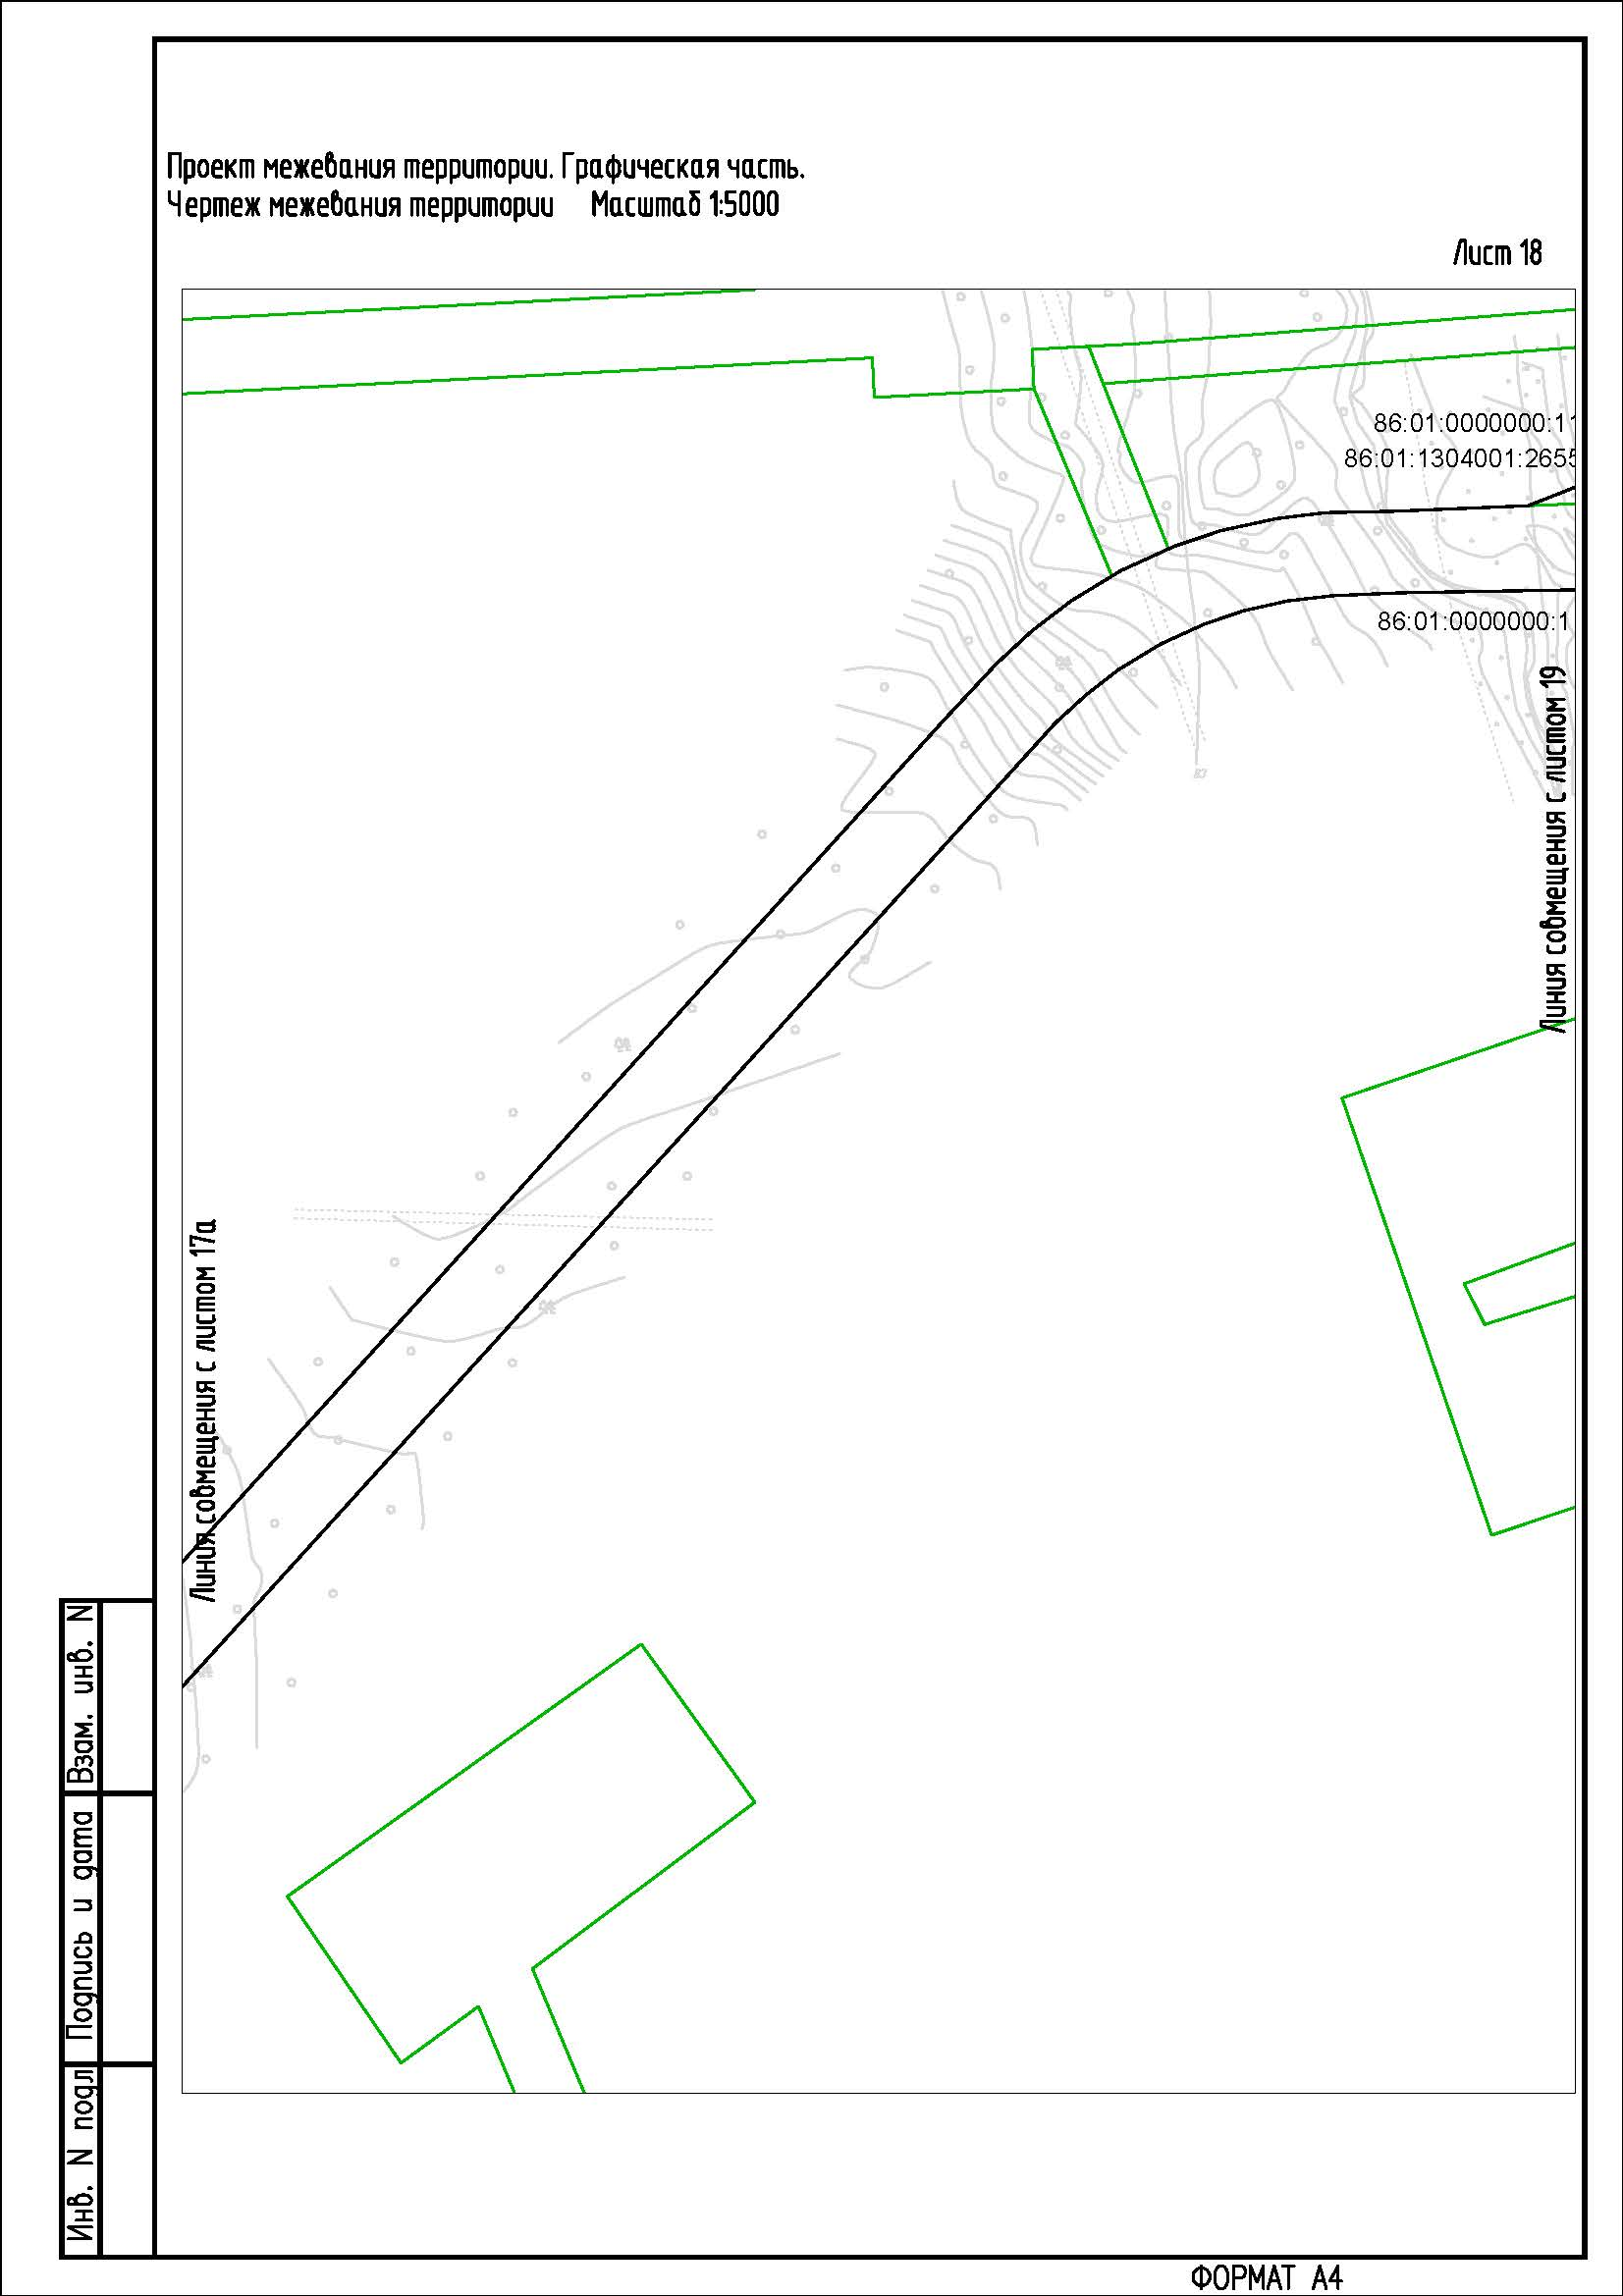 Проект межевания территории. Графическая часть.
Чертеж межевания территории Масштаб 1:5000
Лист 18
86:01:0000000:11
86:01:1304001:2655
86:01:0000000:1
Линия совмещения с листом 19
Линия совмещения с листом 17а
Взам. инв. N
Подпись и дата
Инв. N подл
ФОРМАТ А4